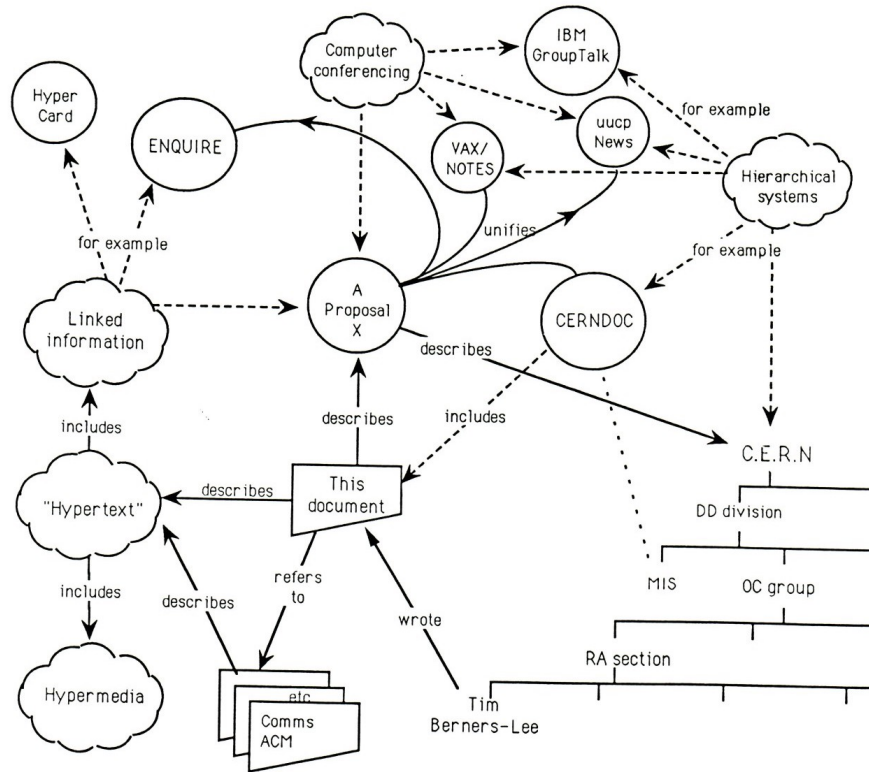 IBM
GroupTalk
Computer
conferencing
Hyper
Card
for example
uucp
News
ENQUIRE
VAX/
NOTES
Hierarchical
systems
unifies
for example
for example
A
Proposal
X
CERNDOC
Linked
information
describes
includes
describes
includes
C.E.R.N
This
document
describes
"Hypertext"
DD division
refers
to
MIS
OC group
includes
describes
wrote
RA section
Hypermedia
etc
Tim
Berners-Lee
Comms
ACM